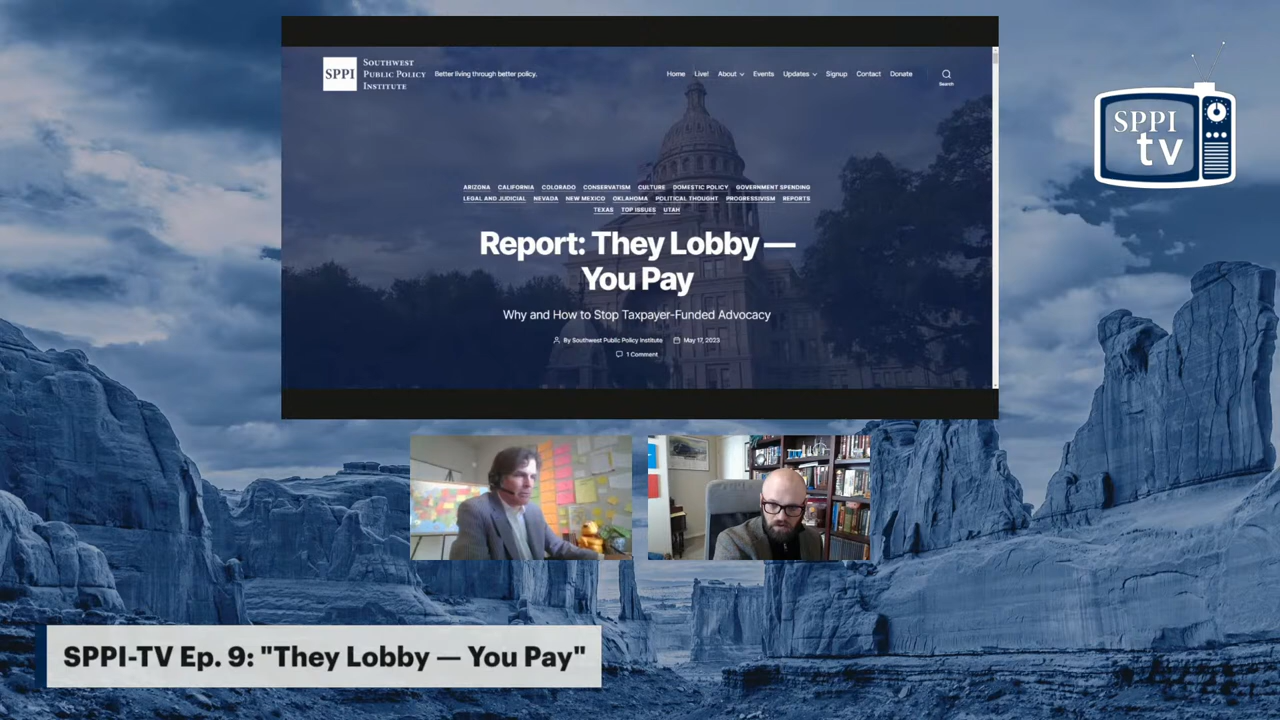 SPPI
SOUTHWEST
PUBLIC POLICY
INSTITUTE
Better living through better policy.
Home Live! About Events Updates Signup Contact Donate
Search
ARIZONA CALIFORNIA COLORADO CONSERVATISM CULTURE DOMESTIC POLICY GOVERNMENT SPENDING
LEGAL AND JUDICIAL NEVADA NEW MEXICO OKLAHOMA POLITICAL THOUGHT PROGRESSIVISM REPORTS
TEXAS TOP ISSUES UTAH
Report: They Lobby —
You Pay
Why and How to Stop Taxpayer-Funded Advocacy
By Southwest Public Policy Institute May 17, 2023
1 Comment
SPPI
tv
SPPI-TV Ep. 9: "They Lobby — You Pay"